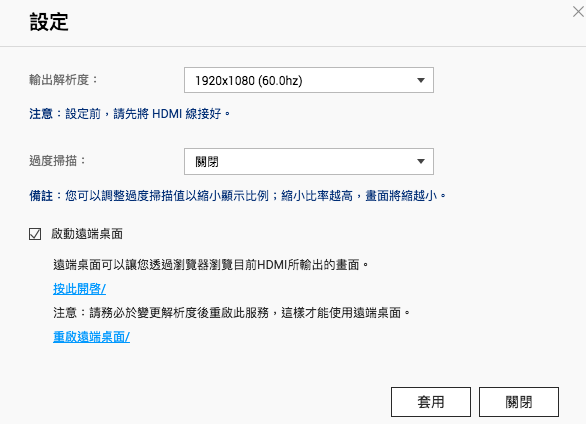 設定
輸出解析度：
1920x1080 (60.0hz)
注意：設定前，請先將 HDMI 線接好。
過度掃描：
關閉
備註：您可以調整過度掃描值以縮小顯示比例；縮小比率越高，畫面將縮越小。
啟動遠端桌面
遠端桌面可以讓您透過瀏覽器瀏覽目前HDMI所輸出的畫面。
按此開啓/
注意：請務必於變更解析度後重啟此服務，這樣才能使用遠端桌面。
重啟遠端桌面/
套用
關閉